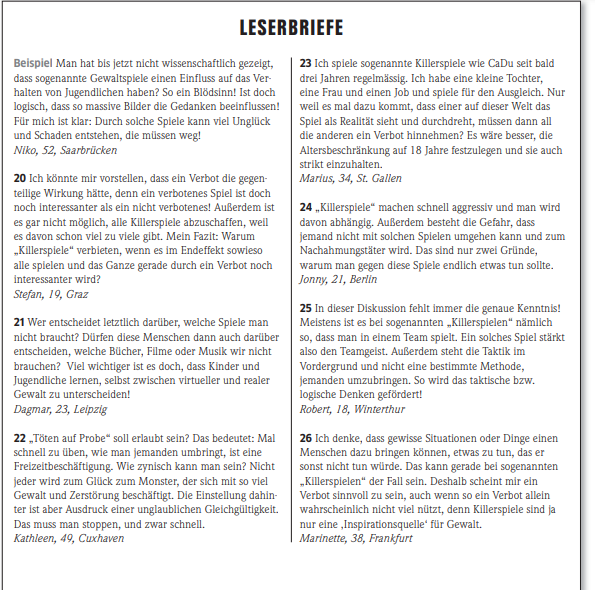 LESERBRIEFE
Beispiel Man hat bis jetzt nicht wissenschaftlich gezeigt,
dass sogenannte Gewaltspiele einen Einfluss auf das Ver-
halten von Jugendlichen haben? So ein Blödsinn! Ist doch
logisch, dass so massive Bilder die Gedanken beeinflussen!
Für mich ist klar: Durch solche Spiele kann viel Unglück
und Schaden entstehen, die müssen weg!
Niko, 52, Saarbrücken
20 Ich könnte mir vorstellen, dass ein Verbot die gegen-
teilige Wirkung hätte, denn ein verbotenes Spiel ist doch
noch interessanter als ein nicht verbotenes! Außerdem ist
es gar nicht möglich, alle Killerspiele abzuschaffen, weil
es davon schon viel zu viele gibt. Mein Fazit: Warum
„Killerspiele“ verbieten, wenn es im Endeffekt sowieso
alle spielen und das Ganze gerade durch ein Verbot noch
interessanter wird?
Stefan, 19, Graz
21 Wer entscheidet letztlich darüber, welche Spiele man
nicht braucht? Dürfen diese Menschen dann auch darüber
entscheiden, welche Bücher, Filme oder Musik wir nicht
brauchen? Viel wichtiger ist es doch, dass Kinder und
Jugendliche lernen, selbst zwischen virtueller und realer
Gewalt zu unterscheiden!
Dagmar, 23, Leipzig
22 „Töten auf Probe“ soll erlaubt sein? Das bedeutet: Mal
schnell zu üben, wie man jemanden umbringt, ist eine
Freizeitbeschäftigung. Wie zynisch kann man sein? Nicht
jeder wird zum Glück zum Monster, der sich mit so viel
Gewalt und Zerstörung beschäftigt. Die Einstellung dahin-
ter ist aber Ausdruck einer unglaublichen Gleichgültigkeit.
Das muss man stoppen, und zwar schnell.
Kathleen, 49, Cuxhaven
23 Ich spiele sogenannte Killerspiele wie CaDu seit bald
drei Jahren regelmässig. Ich habe eine kleine Tochter,
eine Frau und einen Job und spiele für den Ausgleich. Nur
weil es mal dazu kommt, dass einer auf dieser Welt das
Spiel als Realität sieht und durchdreht, müssen dann all
die anderen ein Verbot hinnehmen? Es wäre besser, die
Altersbeschränkung auf 18 Jahre festzulegen und sie auch
strikt einzuhalten.
Marius, 34, St. Gallen
24 „Killerspiele“ machen schnell aggressiv und man wird
davon abhängig. Außerdem besteht die Gefahr, dass
jemand nicht mit solchen Spielen umgehen kann und zum
Nachahmungstäter wird. Das sind nur zwei Gründe,
warum man gegen diese Spiele endlich etwas tun sollte.
Jonny, 21, Berlin
25 In dieser Diskussion fehlt immer die genaue Kenntnis!
Meistens ist es bei sogenannten „Killerspielen“ nämlich
so, dass man in einem Team spielt. Ein solches Spiel stärkt
also den Teamgeist. Außerdem steht die Taktik im
Vordergrund und nicht eine bestimmte Methode,
jemanden umzubringen. So wird das taktische bzw.
logische Denken gefördert!
Robert, 18, Winterthur
26 Ich denke, dass gewisse Situationen oder Dinge einen
Menschen dazu bringen können, etwas zu tun, das er
sonst nicht tun würde. Das kann gerade bei sogenannten
„Killerspielen“ der Fall sein. Deshalb scheint mir ein
Verbot sinnvoll zu sein, auch wenn so ein Verbot allein
wahrscheinlich nicht viel nützt, denn Killerspiele sind ja
nur eine ‚Inspirationsquelle‘ für Gewalt.
Marinette, 38, Frankfurt